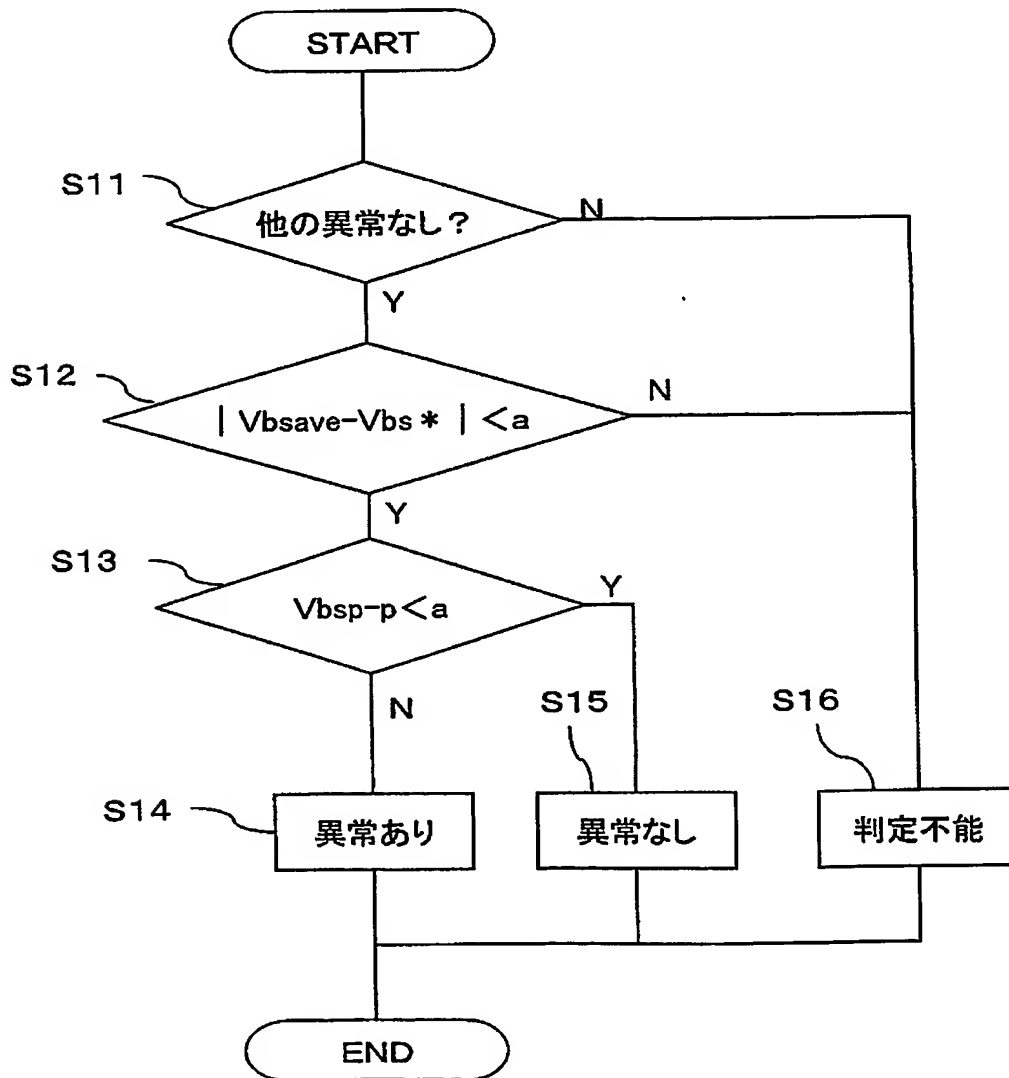 START
S11
他の異常なし？
N
Y
S12
| Vbsave-Vbs* | <a
N
Y
S13
Vbsp-p<a
Y
N
S15
S16
S14
異常あり
異常なし
判定不能
END